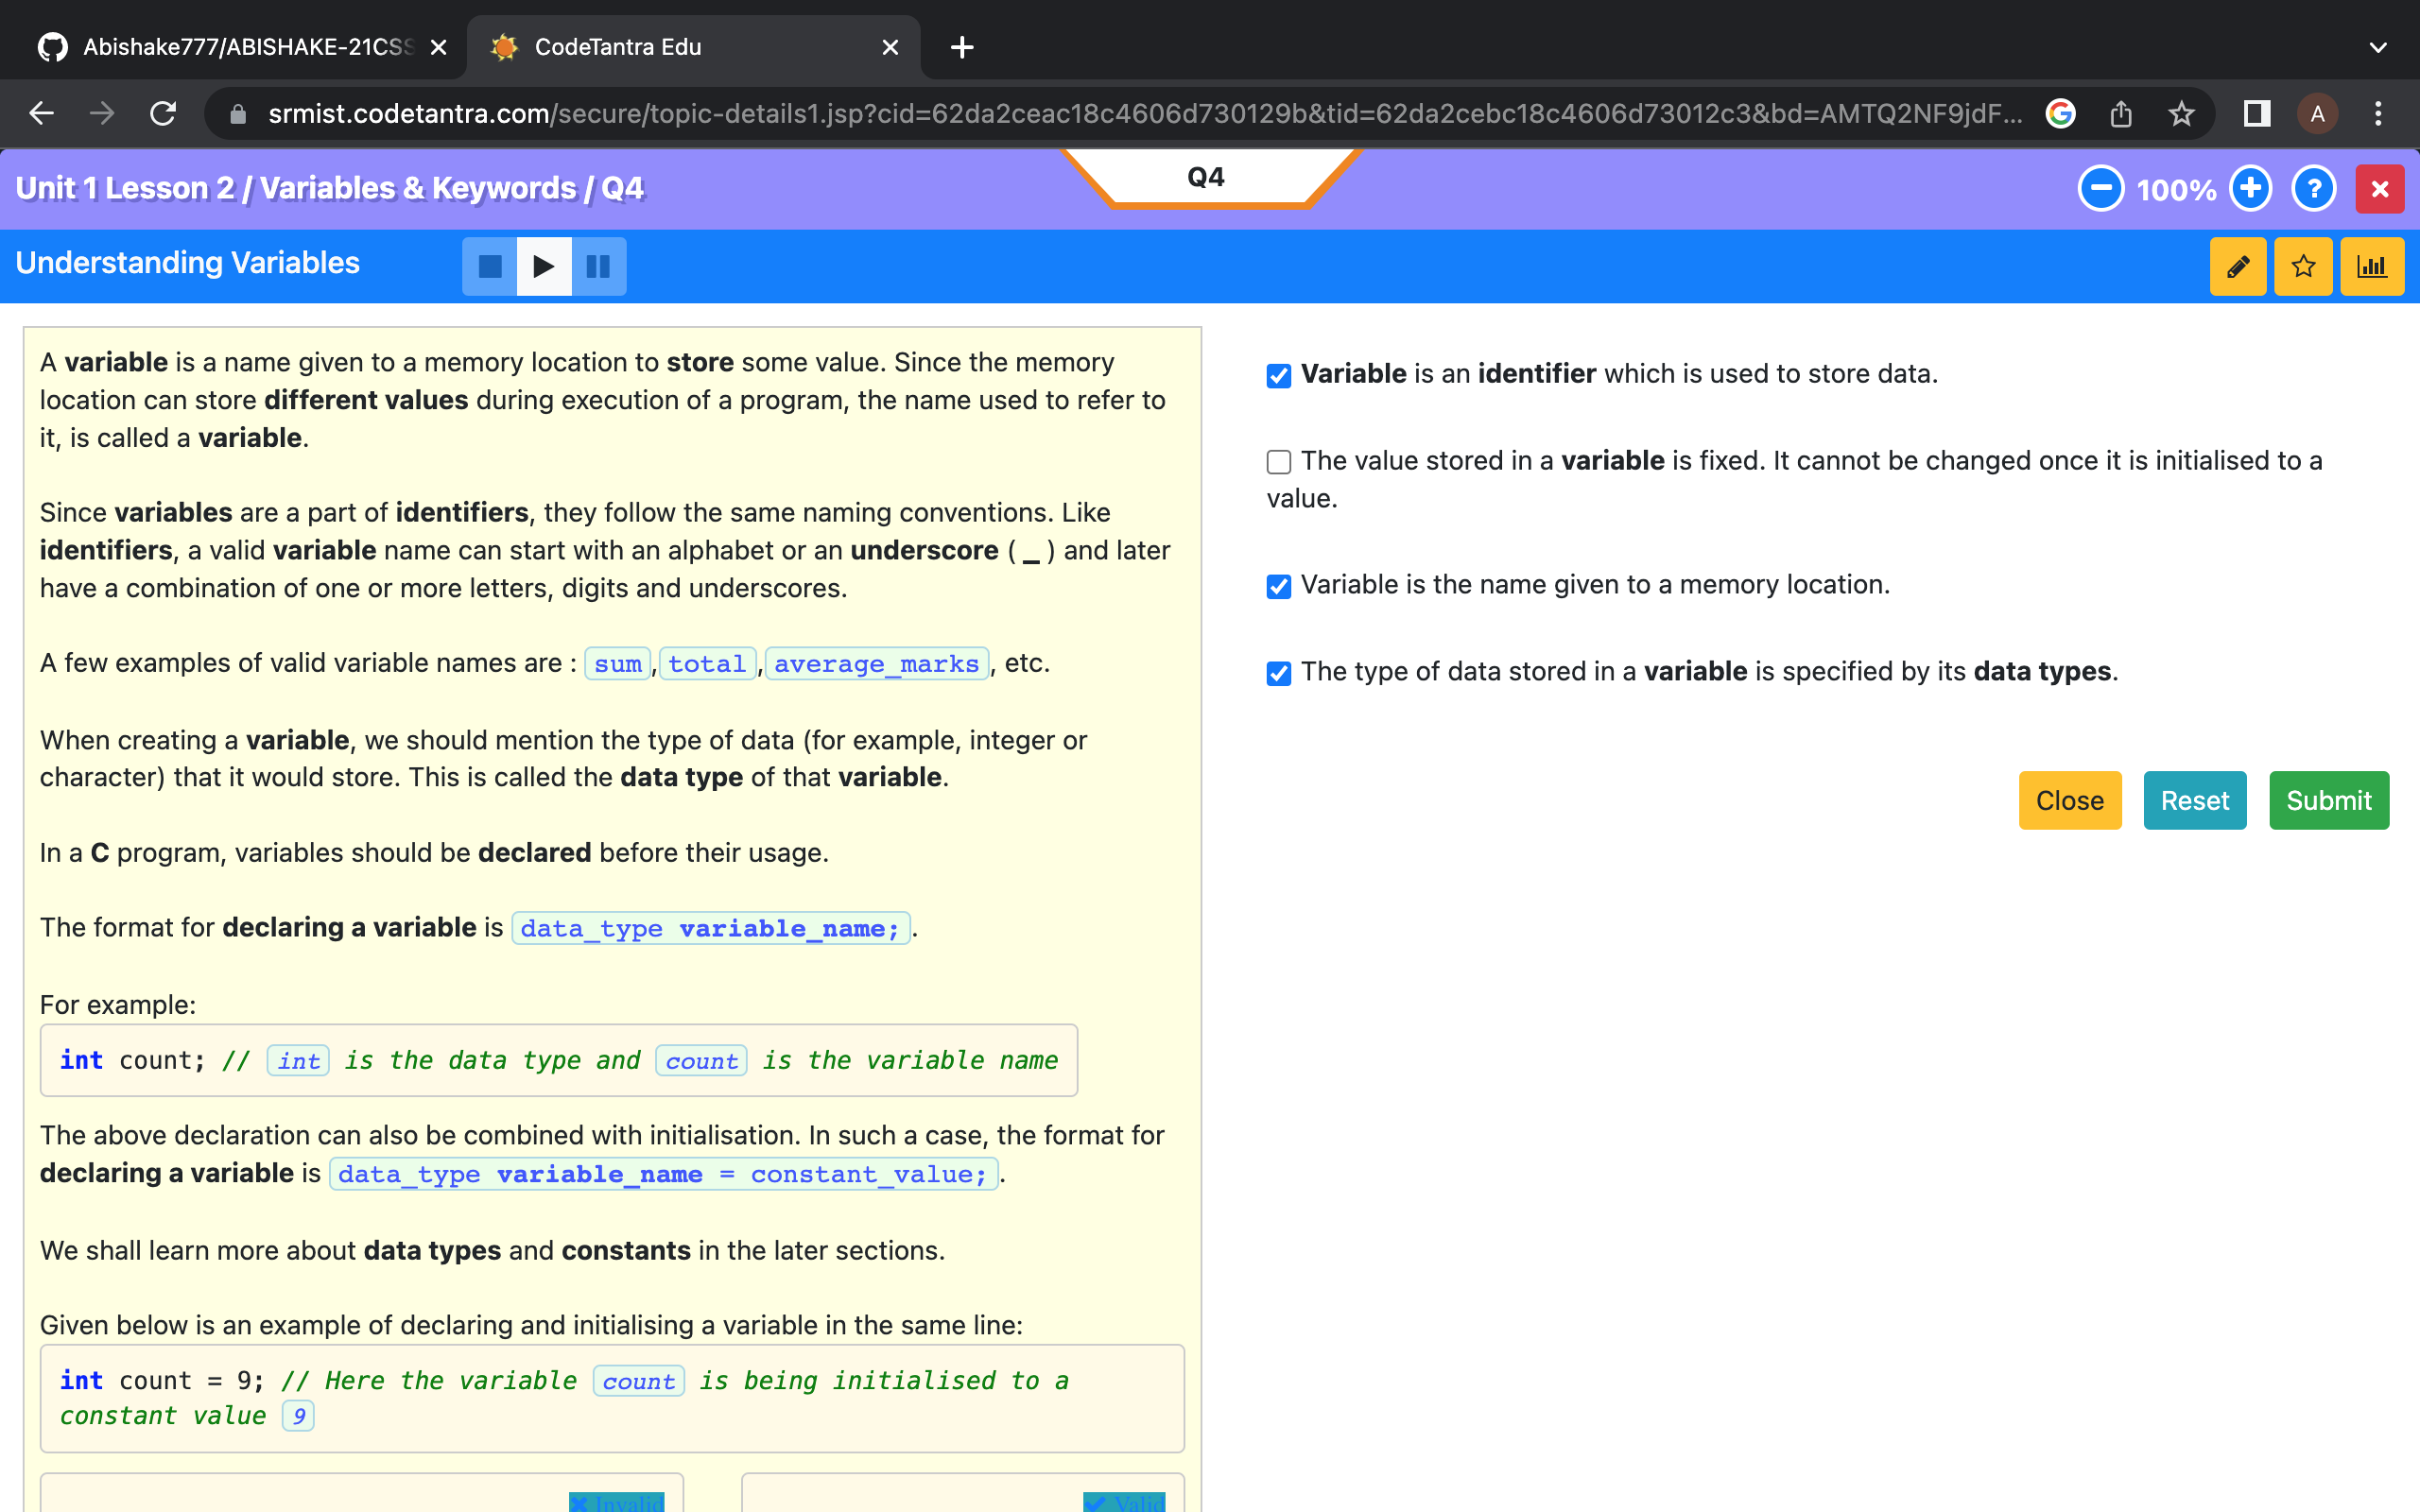 Abishake777/ABISHAKE-21CSS
CodeTantra Edu
srmist.codetantra.com/secure/topic-details1.jsp?cid=62da2ceac18c4606d730129b&tid=62da2cebc18c4606d73012c3&bd=AMTQ2NF9jdF...
A
Unit 1 Lesson 2 / Variables & Keywords / Q4
Q4
100%
?
Understanding Variables
A variable is a name given to a memory location to store some value. Since the memory
location can store different values during execution of a program, the name used to refer to
it, is called a variable.
Since variables are a part of identifiers, they follow the same naming conventions. Like
identifiers, a valid variable name can start with an alphabet or an underscore ( _ ) and later
have a combination of one or more letters, digits and underscores.
A few examples of valid variable names are : sum, total, average_marks, etc.
When creating a variable, we should mention the type of data (for example, integer or
character) that it would store. This is called the data type of that variable.
In a C program, variables should be declared before their usage.
The format for declaring a variable is data_type variable_name; .
For example:
int count; // int is the data type and count is the variable name
The above declaration can also be combined with initialisation. In such a case, the format for
declaring a variable is data_type variable_name = constant_value; .
We shall learn more about data types and constants in the later sections.
Given below is an example of declaring and initialising a variable in the same line:
int count = 9; // Here the variable count is being initialised to a
constant value 9
Invalid
Valid
Variable is an identifier which is used to store data.
The value stored in a variable is fixed. It cannot be changed once it is initialised to a
value.
Variable is the name given to a memory location.
The type of data stored in a variable is specified by its data types.
Close
Reset
Submit